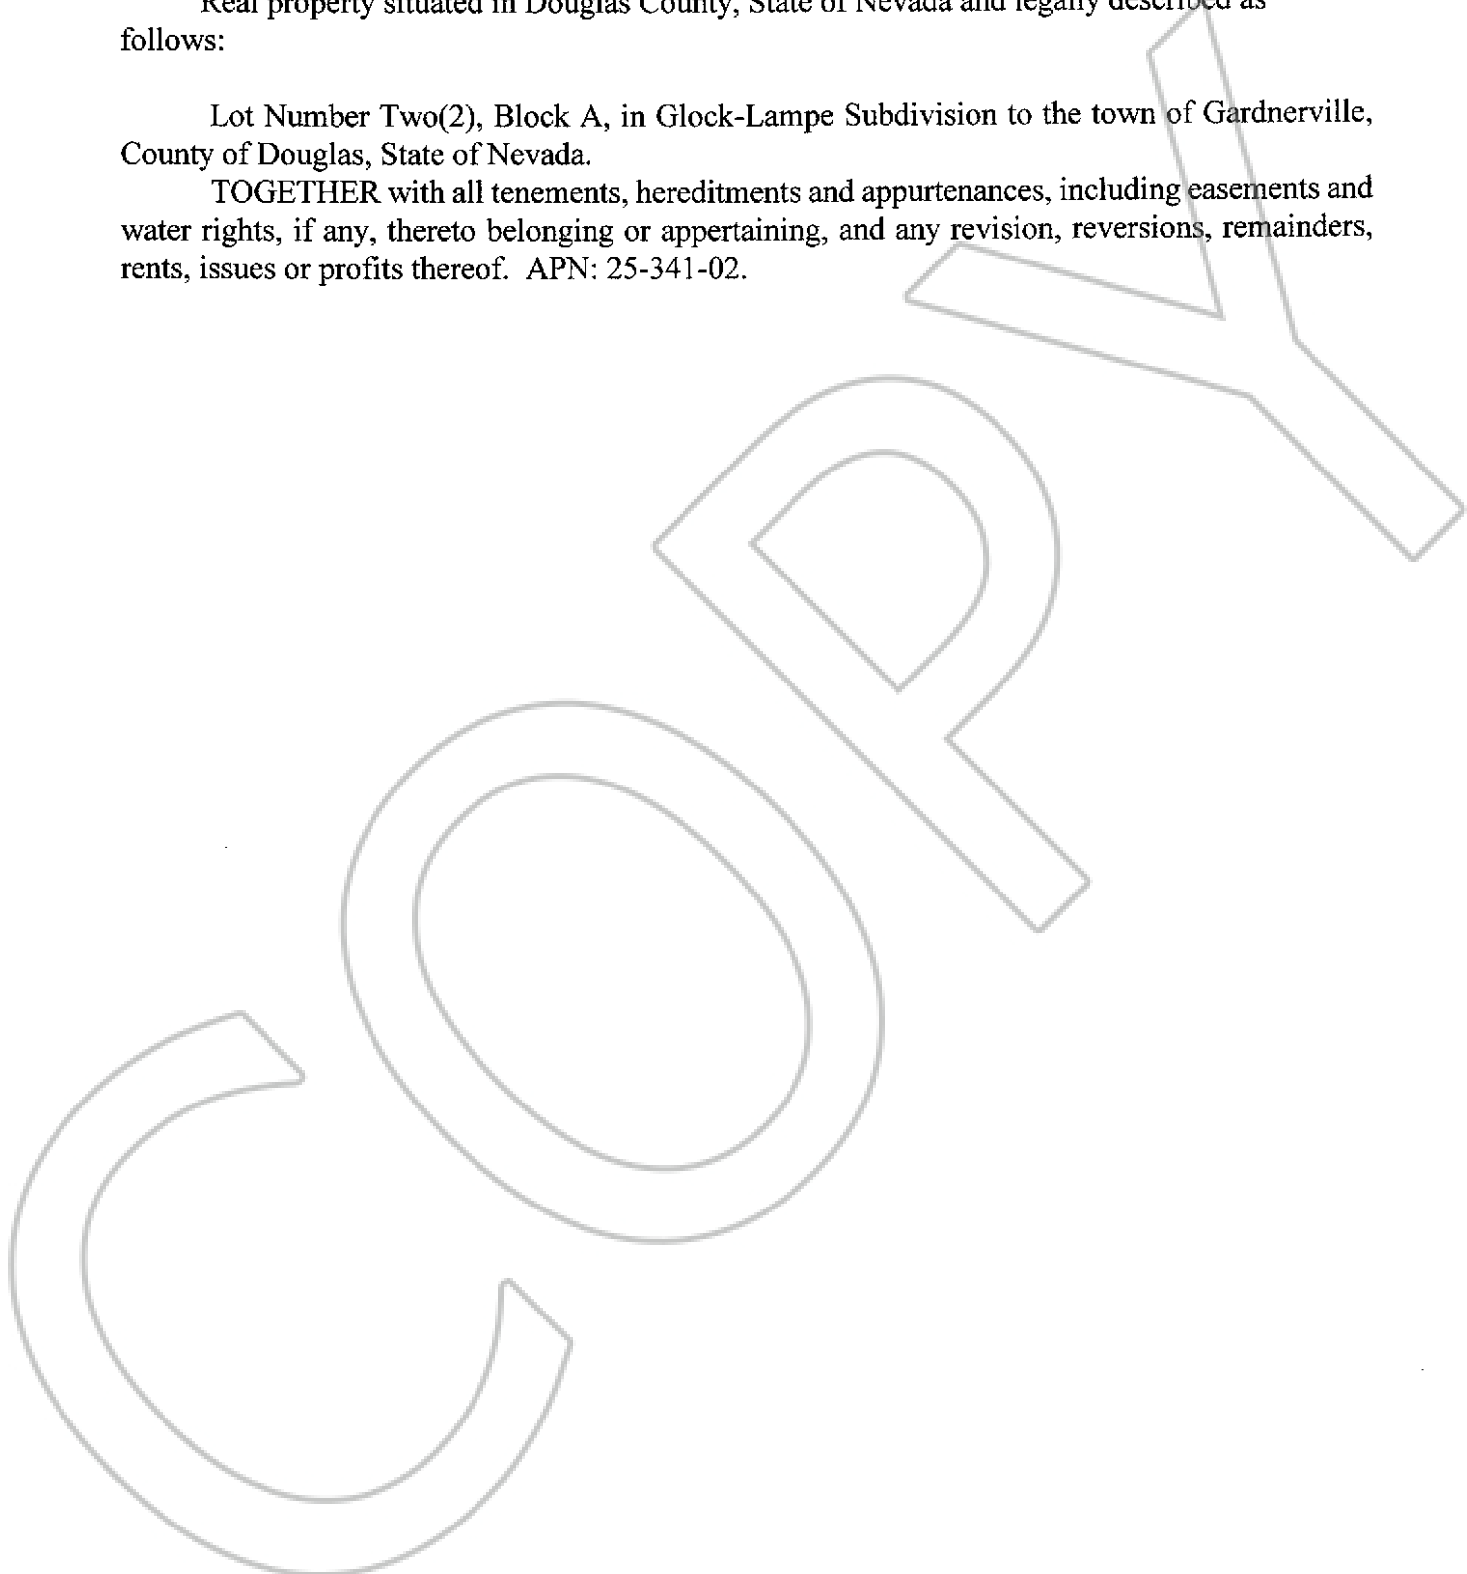 Real property situated in Douglas County, State of Nevada and legally described as
follows:
Lot Number Two(2), Block A, in Glock-Lampe Subdivision to the town of Gardnerville,
County of Douglas, State of Nevada.
TOGETHER with all tenements, hereditments and appurtenances, including easements and
water rights, if any, thereto belonging or appertaining, and any revision, reversions, remainders,
rents, issues or profits thereof.  APN: 25-341-02.
COPY